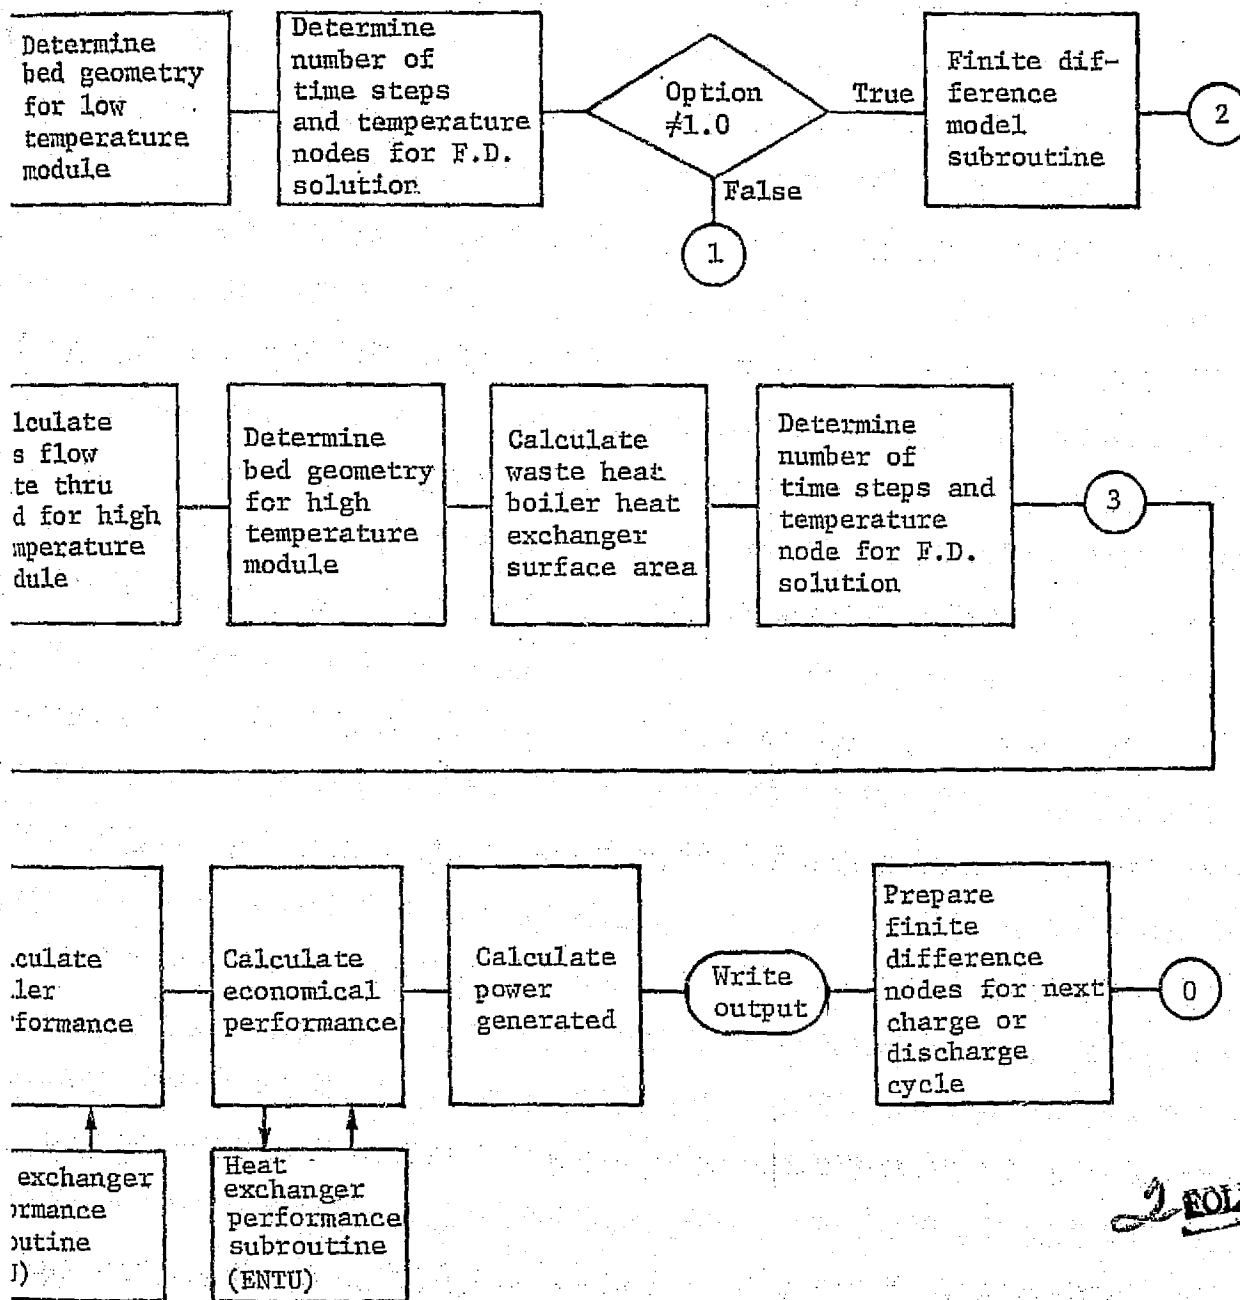 Determine
bed geometry
for low
temperature
module
Determine
number of
time steps
and temperature
nodes for F.D.
solution
Option
≠1.0
True
False
1
Finite dif-
ference
model
subroutine
2
lculate
s flow
te thru
d for high
mperature
dule
Determine
bed geometry
for high
temperature
module
Calculate
waste heat
boiler heat
exchanger
surface area
Determine
number of
time steps and
temperature
node for F.D.
solution
3
culate
ler
formance
Calculate
economical
performance
Calculate
power
generated
Write
output
Prepare
finite
difference
nodes for next
charge or
discharge
cycle
0
exchanger
ormance
outine
)
Heat
exchanger
performance
subroutine
(ENTU)
2 FOL